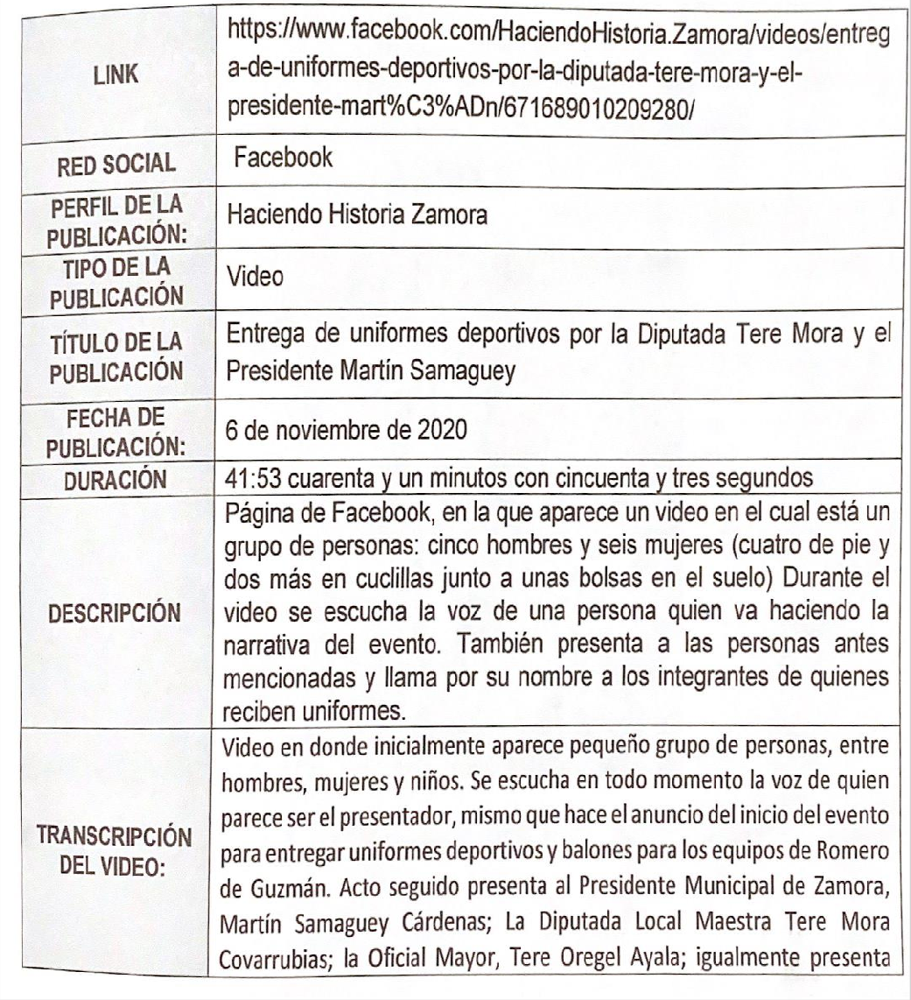 LINK
https://www.facebook.com/HaciendoHistoria.Zamora/videos/entreg
a-de-uniformes-deportivos-por-la-diputada-tere-mora-y-el-
presidente-mart%C3%ADn/671689010209280/
RED SOCIAL
Facebook
PERFIL DE LA
PUBLICACIÓN:
Haciendo Historia Zamora
TIPO DE LA
PUBLICACIÓN
Video
TÍTULO DE LA
PUBLICACIÓN
Entrega de uniformes deportivos por la Diputada Tere Mora y el
Presidente Martín Samaguey
FECHA DE
PUBLICACIÓN:
6 de noviembre de 2020
DURACIÓN
41:53 cuarenta y un minutos con cincuenta y tres segundos
DESCRIPCIÓN
Página de Facebook, en la que aparece un video en el cual está un
grupo de personas: cinco hombres y seis mujeres (cuatro de pie y
dos más en cuclillas junto a unas bolsas en el suelo) Durante el
video se escucha la voz de una persona quien va haciendo la
narrativa del evento. También presenta a las personas antes
mencionadas y llama por su nombre a los integrantes de quienes
reciben uniformes.
TRANSCRIPCIÓN
DEL VIDEO:
Video en donde inicialmente aparece pequeño grupo de personas, entre
hombres, mujeres y niños. Se escucha en todo momento la voz de quien
parece ser el presentador, mismo que hace el anuncio del inicio del evento
para entregar uniformes deportivos y balones para los equipos de Romero
de Guzmán. Acto seguido presenta al Presidente Municipal de Zamora,
Martín Samaguey Cárdenas; La Diputada Local Maestra Tere Mora
Covarrubias; la Oficial Mayor, Tere Oregel Ayala; igualmente presenta